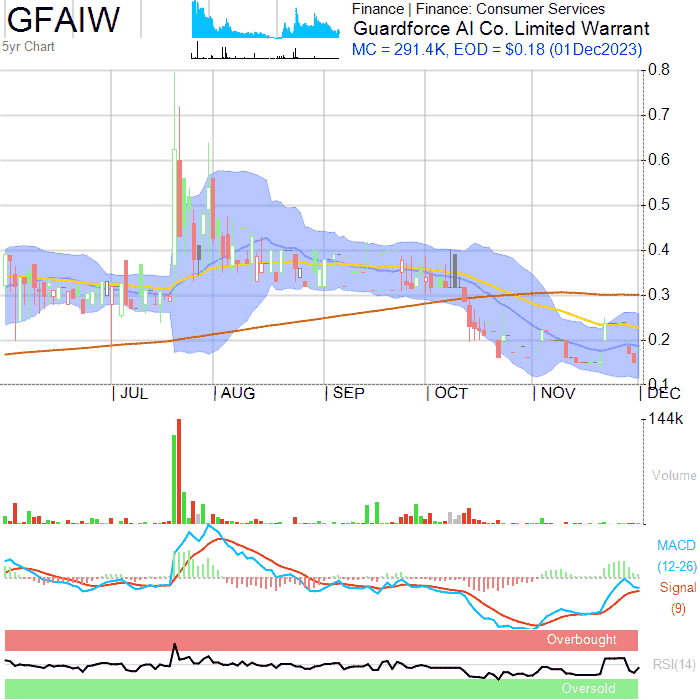 GFAIW
5yr Chart
Finance | Finance: Consumer Services
Guardforce AI Co. Limited Warrant
MC = 291.4K, EOD = $0.18 (01Dec2023)
0.8
0.7
0.6
0.5
0.4
0.3
0.2
0.1
JUL AUG SEP OCT NOV DEC
144k
Volume
MACD
(12-26)
Signal
(9)
Overbought
RSI(14)
Oversold